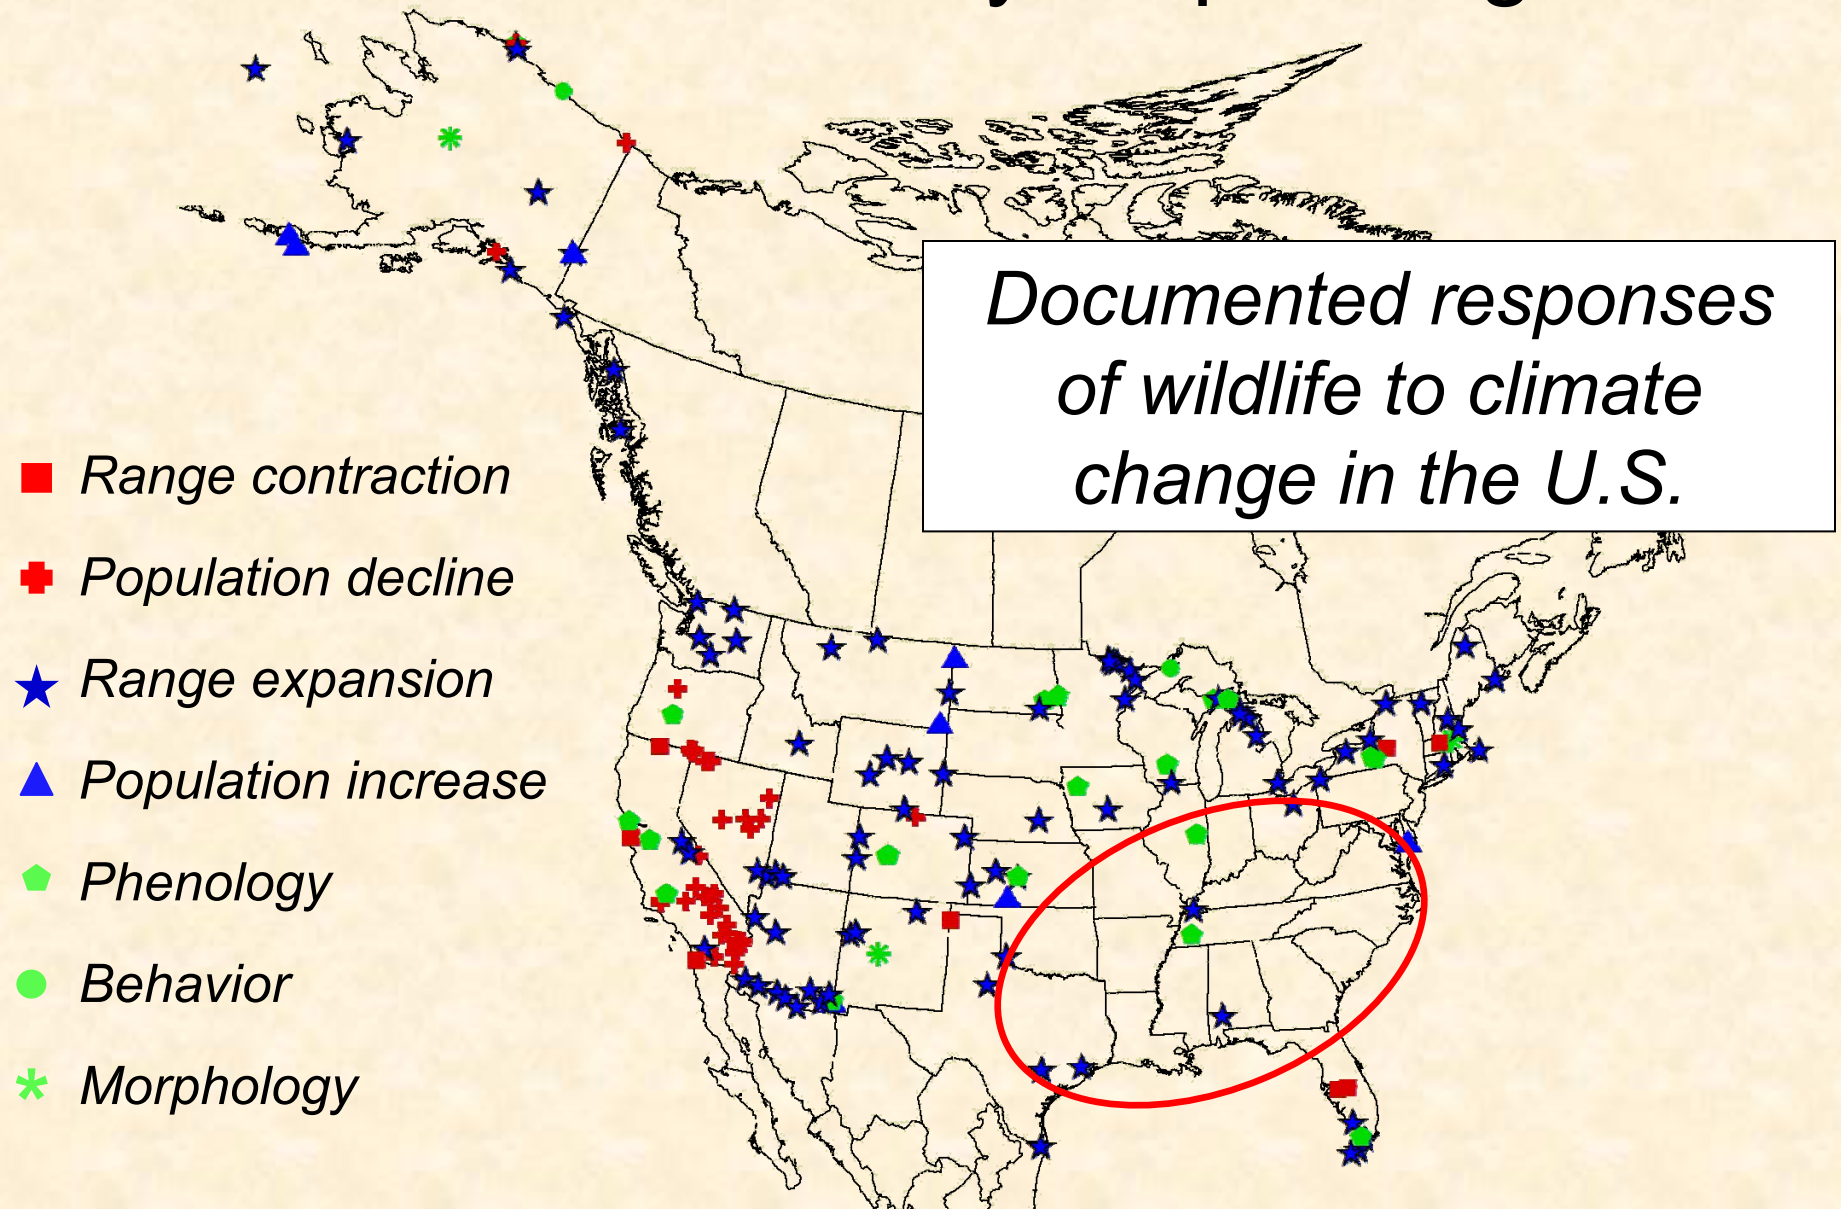 Documented responses
of wildlife to climate
change in the U.S.
Range contraction
Population decline
Range expansion
Population increase
Phenology
Behavior
Morphology